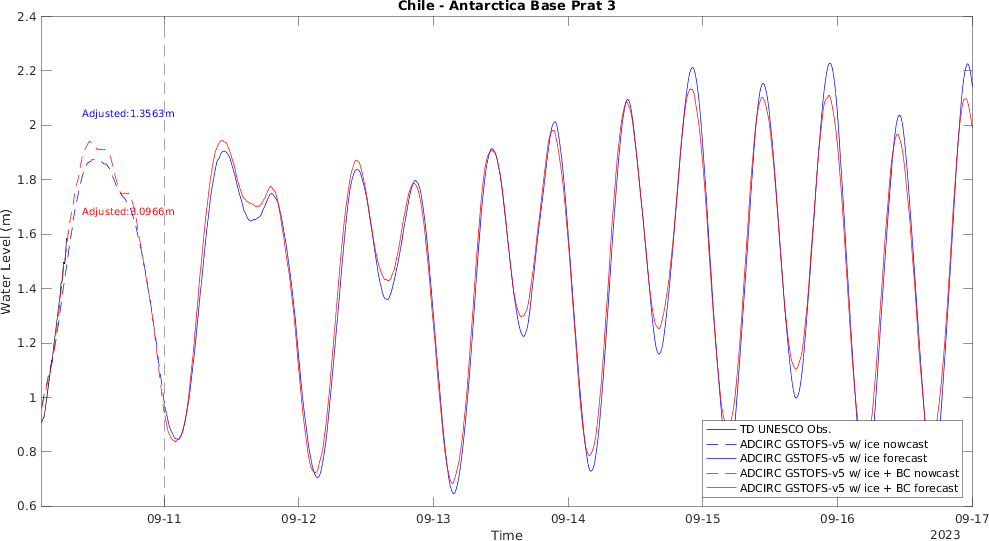 Chile - Antarctica Base Prat 3
2.4
2.2
2
1.8
1.6
1.4
1.2
1
0.8
0.6
Water Level (m)
Adjusted:1.3563m
Adjusted:3.0966m
TD UNESCO Obs.
ADCIRC GSTOFS-v5 w/ ice nowcast
ADCIRC GSTOFS-v5 w/ ice forecast
ADCIRC GSTOFS-v5 w/ ice + BC nowcast
ADCIRC GSTOFS-v5 w/ ice + BC forecast
09-11 09-12 09-13 09-14 09-15 09-16 09-17
Time
2023